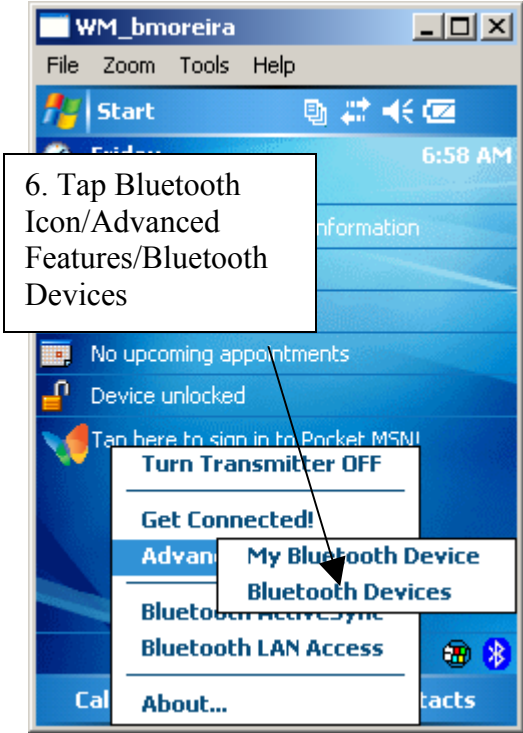 WM_bmoreira
File Zoom Tools Help
Start
6:58 AM
6. Tap Bluetooth
Icon/Advanced
Features/Bluetooth
Devices
No upcoming appointments
Device unlocked
Tap here to sign in to Pocket MSN!
Turn Transmitter OFF
Get Connected!
My Bluetooth Device
Bluetooth Devices
Bluetooth ActiveSync
Bluetooth LAN Access
About...